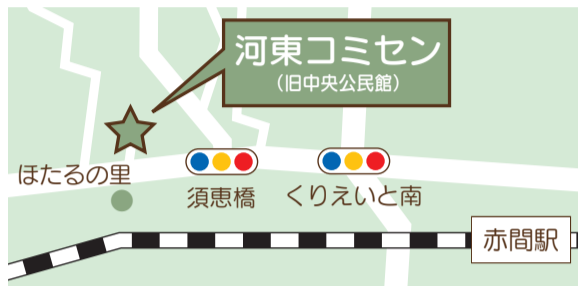 河東コミセン
（旧中央公民館）
ほたるの里
須恵橋
くりえいと南
赤間駅